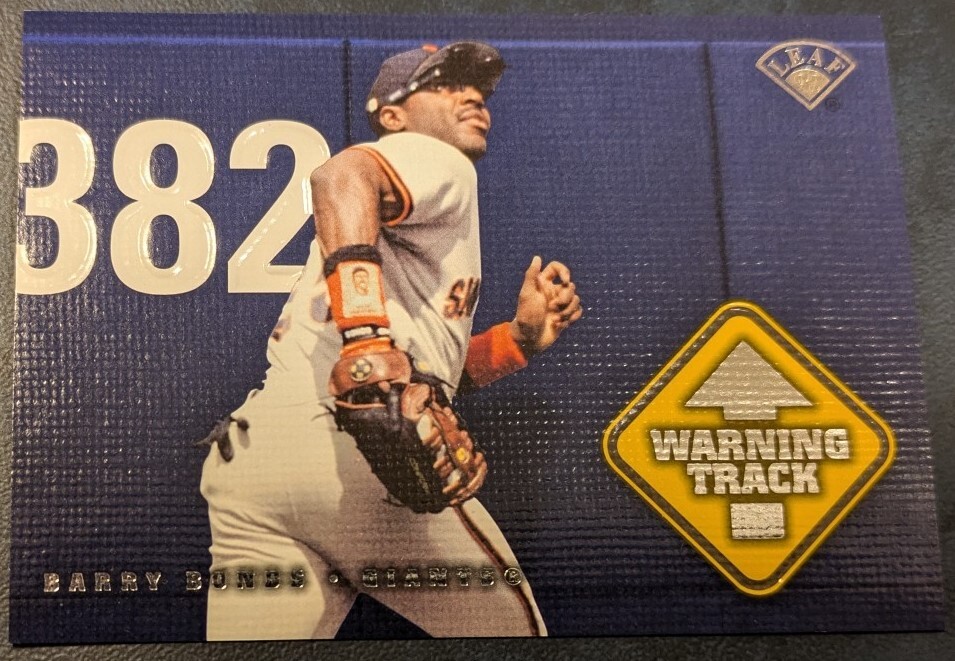 LEAF
®
382
S
WARNING
TRACK
BARRY BONDS • GIANTS®